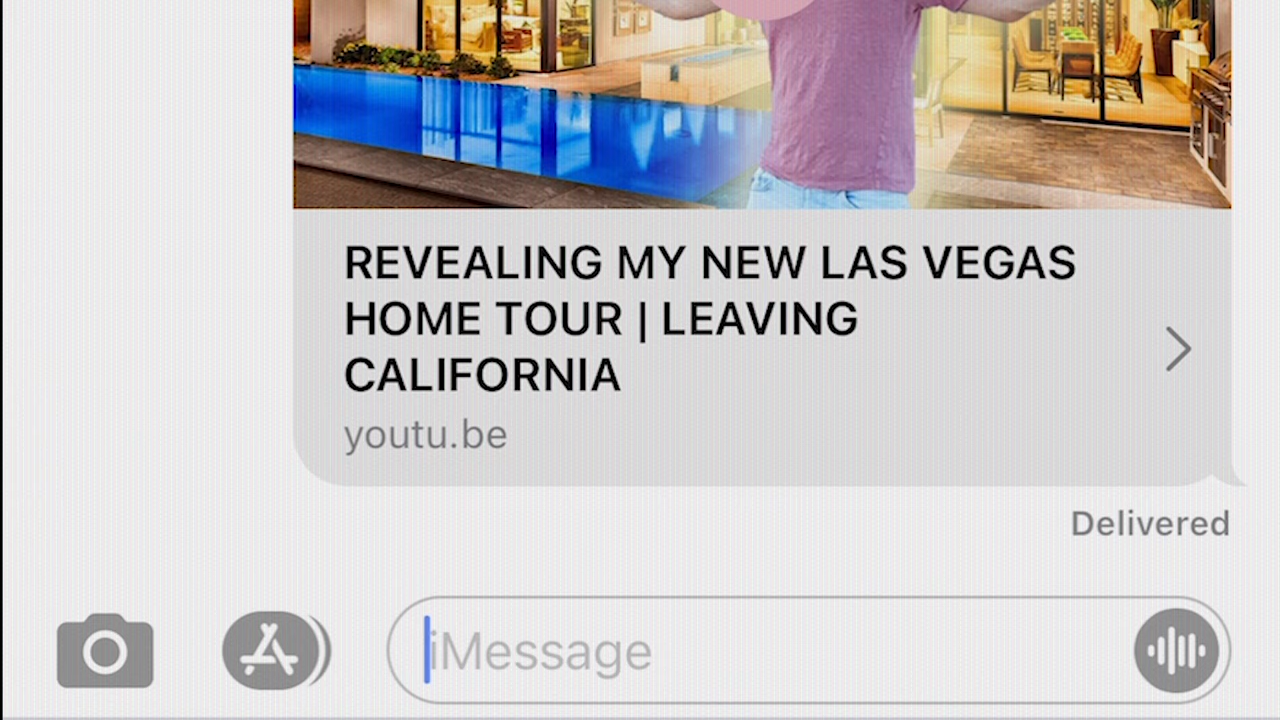 REVEALING MY NEW LAS VEGAS
HOME TOUR | LEAVING
CALIFORNIA
youtu.be
Delivered
iMessage